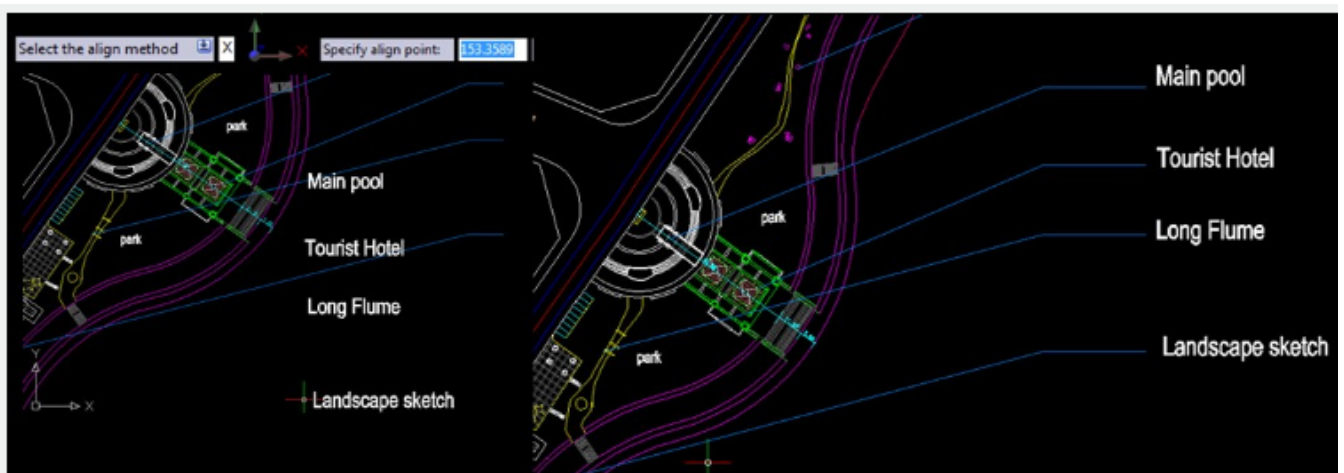 Select the align method X
Specify align point: 153.3589
park
Main pool
park
Tourist Hotel
Long Flume
Y
X
Landscape sketch
Main pool
Tourist Hotel
park
Long Flume
park
Landscape sketch